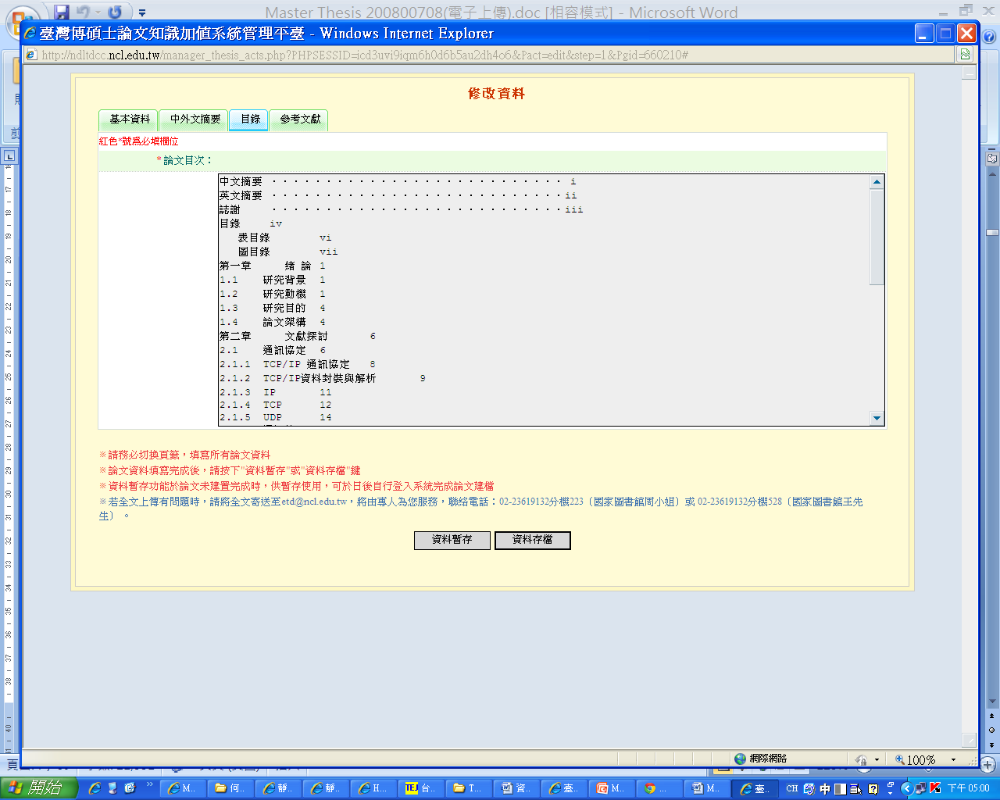 Master Thesis 200800708(電子上傳).doc [相容模式] - Microsoft Word
臺灣博碩士論文知識加值系統管理平臺 - Windows Internet Explorer
http://ndltdcc.ncl.edu.tw/manager_thesis_acts.php?PHPSESSID=icd3uvi9iqm6h0d6b5au2dh4o6&Pact=edit&step=1&Pgid=660210#
修改資料
基本資料 中外文摘要 目錄 參考文獻
紅色*號為必填欄位
*論文目次：
中文摘要 ‧‧‧‧‧‧‧‧‧‧‧‧‧‧‧‧‧‧‧‧‧‧‧‧‧‧‧ i
英文摘要 ‧‧‧‧‧‧‧‧‧‧‧‧‧‧‧‧‧‧‧‧‧‧‧‧‧‧‧ii
誌謝 ‧‧‧‧‧‧‧‧‧‧‧‧‧‧‧‧‧‧‧‧‧‧‧‧‧‧‧iii
目錄 iv
表目錄 vi
圖目錄 vii
第一章 緒 論 1
1.1 研究背景 1
1.2 研究動機 1
1.3 研究目的 4
1.4 論文架構 4
第二章 文獻探討 6
2.1 通訊協定 6
2.1.1 TCP/IP 通訊協定 8
2.1.2 TCP/IP資料封裝與解析 9
2.1.3 IP 11
2.1.4 TCP 12
2.1.5 UDP 14
※請務必切換頁籤，填寫所有論文資料
※論文資料填寫完成後，請按下"資料暫存"或"資料存檔"鍵
※資料暫存功能於論文未建置完成時，供暫存使用，可於日後自行登入系統完成論文建檔
※若全文上傳有問題時，請將全文寄送至etd@ncl.edu.tw，將由專人為您服務，聯絡電話：02-23619132分機223〔國家圖書館周小姐〕或 02-23619132分機528〔國家圖書館王先
生〕 。
資料暫存 資料存檔
網際網路 100%
開始 M.. 何. 靜. 靜. H.. 台. T... 資. 臺. M.. ... M.. 臺. CH 中 下午 05:00